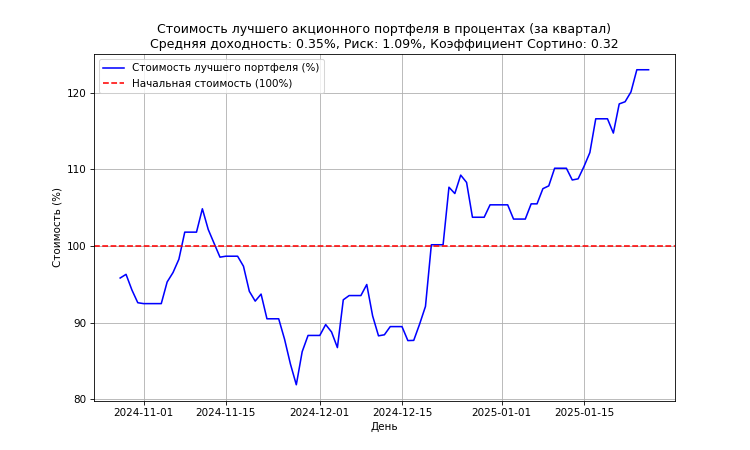 Стоимость лучшего акционного портфеля в процентах (за квартал)
Средняя доходность: 0.35%, Риск: 1.09%, Коэффициент Сортино: 0.32
Стоимость лучшего портфеля (%)
Начальная стоимость (100%)
Стоимость (%)
120
110
100
90
80
2024-11-01
2024-11-15
2024-12-01
2024-12-15
2025-01-01
2025-01-15
День